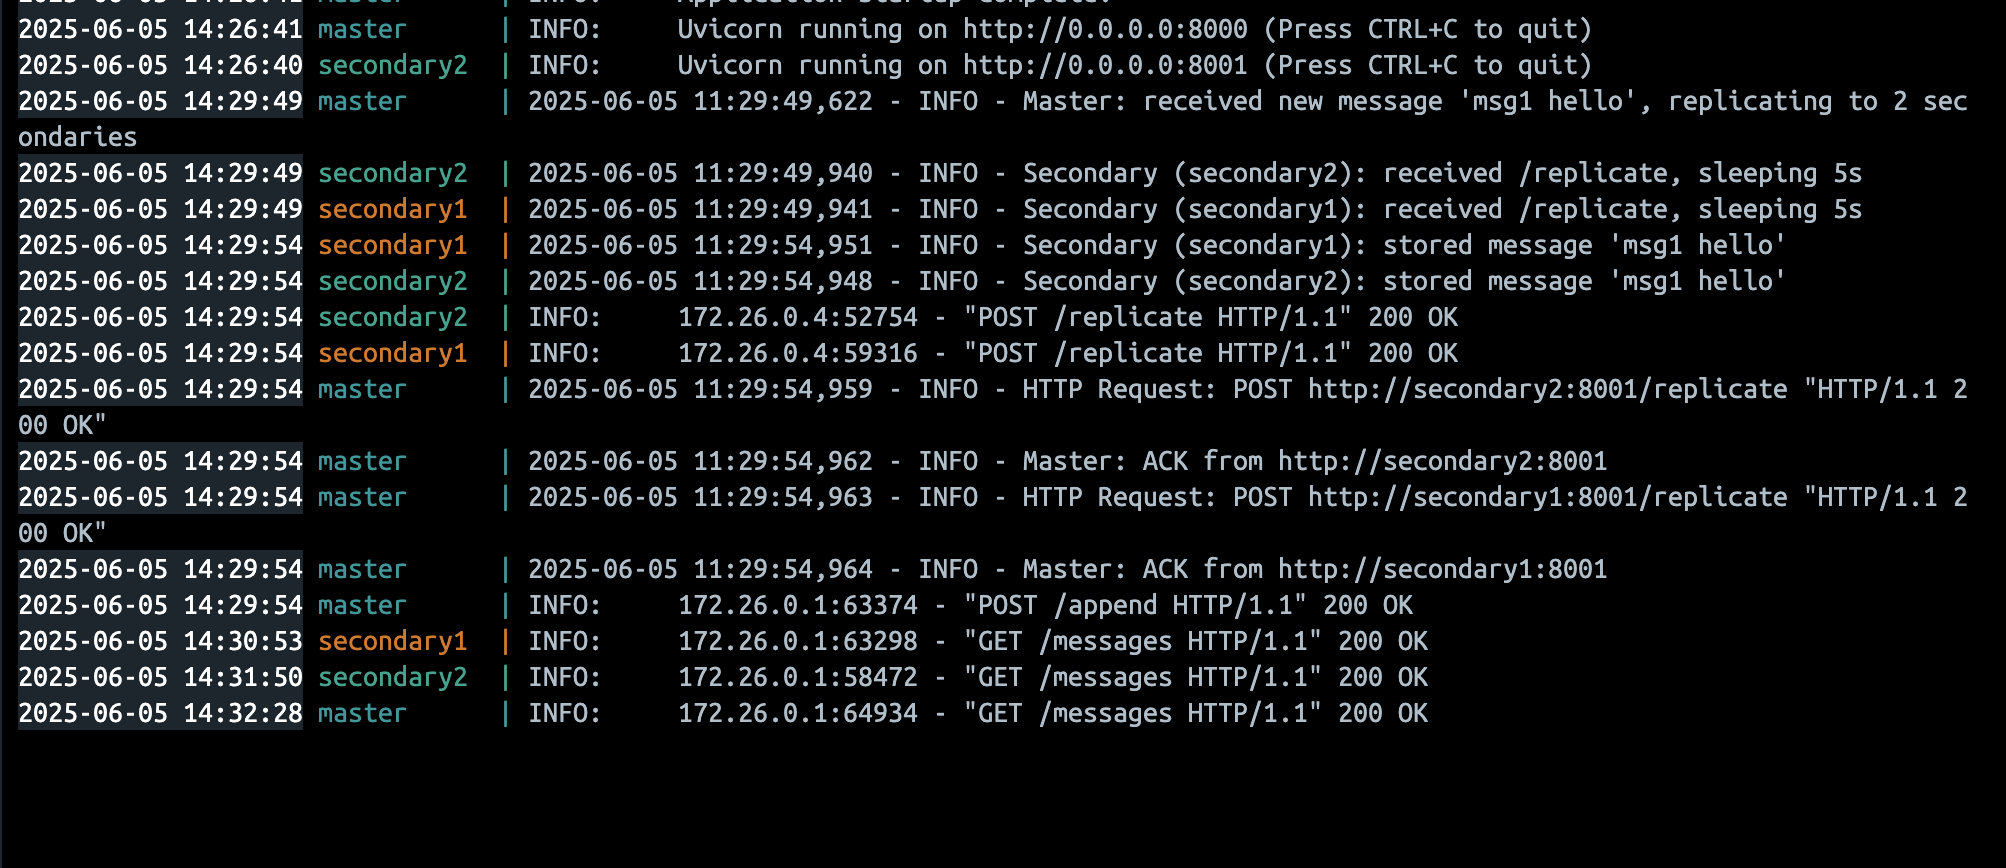 2025-06-05 14:26:41 master | INFO: Application startup complete.
2025-06-05 14:26:41 master | INFO: Uvicorn running on http://0.0.0.0:8000 (Press CTRL+C to quit)
2025-06-05 14:26:40 secondary2 | INFO: Uvicorn running on http://0.0.0.0:8001 (Press CTRL+C to quit)
2025-06-05 14:29:49 master | 2025-06-05 11:29:49,622 - INFO - Master: received new message 'msg1 hello', replicating to 2 sec
ondaries
2025-06-05 14:29:49 secondary2 | 2025-06-05 11:29:49,940 - INFO - Secondary (secondary2): received /replicate, sleeping 5s
2025-06-05 14:29:49 secondary1 | 2025-06-05 11:29:49,941 - INFO - Secondary (secondary1): received /replicate, sleeping 5s
2025-06-05 14:29:54 secondary1 | 2025-06-05 11:29:54,951 - INFO - Secondary (secondary1): stored message 'msg1 hello'
2025-06-05 14:29:54 secondary2 | 2025-06-05 11:29:54,948 - INFO - Secondary (secondary2): stored message 'msg1 hello'
2025-06-05 14:29:54 secondary2 | INFO: 172.26.0.4:52754 - "POST /replicate HTTP/1.1" 200 OK
2025-06-05 14:29:54 secondary1 | INFO: 172.26.0.4:59316 - "POST /replicate HTTP/1.1" 200 OK
2025-06-05 14:29:54 master | 2025-06-05 11:29:54,959 - INFO - HTTP Request: POST http://secondary2:8001/replicate "HTTP/1.1 2
00 OK"
2025-06-05 14:29:54 master | 2025-06-05 11:29:54,962 - INFO - Master: ACK from http://secondary2:8001
2025-06-05 14:29:54 master | 2025-06-05 11:29:54,963 - INFO - HTTP Request: POST http://secondary1:8001/replicate "HTTP/1.1 2
00 OK"
2025-06-05 14:29:54 master | 2025-06-05 11:29:54,964 - INFO - Master: ACK from http://secondary1:8001
2025-06-05 14:29:54 master | INFO: 172.26.0.1:63374 - "POST /append HTTP/1.1" 200 OK
2025-06-05 14:30:53 secondary1 | INFO: 172.26.0.1:63298 - "GET /messages HTTP/1.1" 200 OK
2025-06-05 14:31:50 secondary2 | INFO: 172.26.0.1:58472 - "GET /messages HTTP/1.1" 200 OK
2025-06-05 14:32:28 master | INFO: 172.26.0.1:64934 - "GET /messages HTTP/1.1" 200 OK